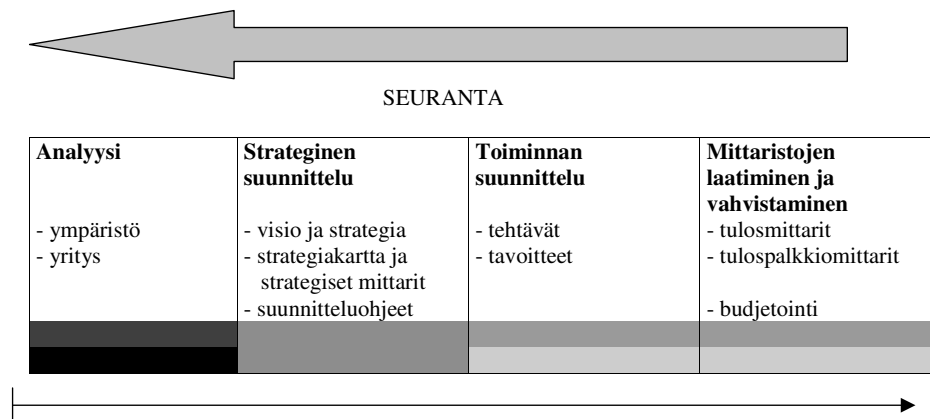 SEURANTA
Analyysi
- ympäristö
- yritys
Strateginen
suunnittelu
- visio ja strategia
- strategiakartta ja
strategiset mittarit
- suunnitteluohjeet
Toiminnan
suunnittelu
- tehtävät
- tavoitteet
Mittaristojen
laatiminen ja
vahvistaminen
- tulosmittarit
- tulospalkkiomittarit
- budjetointi